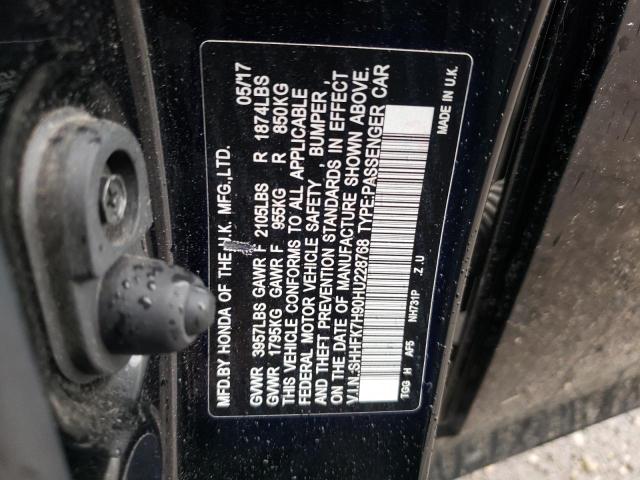 MFD.BY HONDA OF THE U.K. MFG.,LTD. 05/17
GVWR 3957LBS GAWR F 2105LBS R 1874LBS
GVWR 1795KG GAWR F 955KG R 850KG
THIS VEHICLE CONFORMS TO ALL APPLICABLE
FEDERAL MOTOR VEHICLE SAFETY , BUMPER,
AND THEFT PREVENTION STANDARDS IN EFFECT
ON THE DATE OF MANUFACTURE SHOWN ABOVE.
V.I.N.:SHHFK7H90HU228768 TYPE:PASSENGER CAR
TGG H AF5 NH731P .Z.U MADE IN U.K.